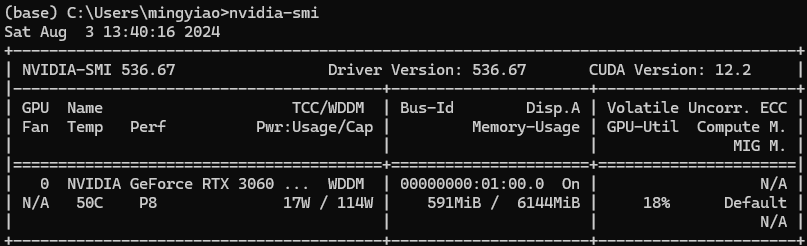 (base) C:\Users\mingyiao>nvidia-smi
Sat Aug  3 13:40:16 2024
+---------------------------------------------------------------------------------------+
| NVIDIA-SMI 536.67                 Driver Version: 536.67       CUDA Version: 12.2     |
|-----------------------------------------+----------------------+----------------------+
| GPU  Name                     TCC/WDDM  | Bus-Id        Disp.A | Volatile Uncorr. ECC |
| Fan  Temp   Perf          Pwr:Usage/Cap |         Memory-Usage | GPU-Util  Compute M. |
|                                         |                      |               MIG M. |
|=========================================+======================+======================|
|   0  NVIDIA GeForce RTX 3060 ...  WDDM  | 00000000:01:00.0  On |                  N/A |
| N/A   50C    P8              17W / 114W |    591MiB /  6144MiB |     18%      Default |
|                                         |                      |                  N/A |
+-----------------------------------------+----------------------+----------------------+